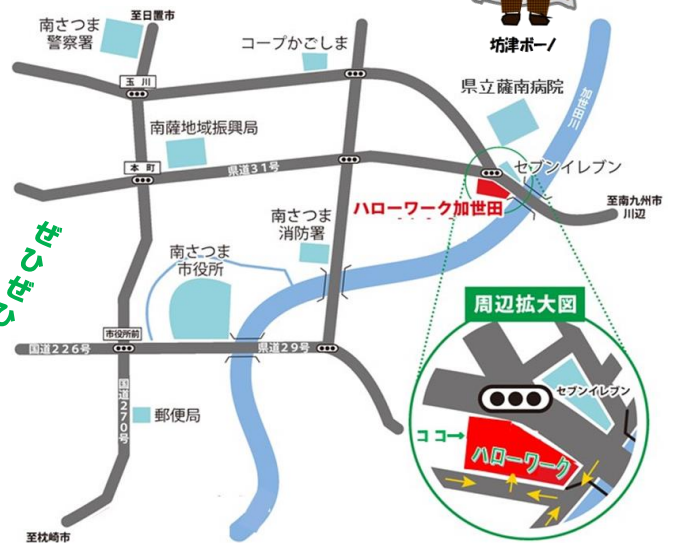 至日置市
南さつま
警察署
コープかごしま
坊津ボーノ
玉川
県立薩南病院
加世田川
南薩地域振興局
本町
県道31号
セブンイレブン
ハローワーク加世田
至南九州市
川辺
南さつま
消防署
ぜひぜひ
南さつま
市役所
周辺拡大図
市役所前
国道226号
県道29号
セブンイレブン
ココ→
ハローワーク
国道270号
郵便局
至枕崎市